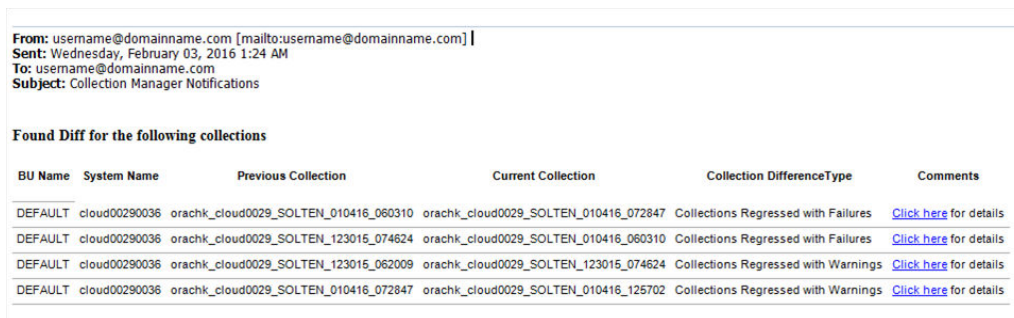 From: username@domainname.com [mailto:username@domainname.com]
Sent: Wednesday, February 03, 2016 1:24 AM
To: username@domainname.com
Subject: Collection Manager Notifications
Found Diff for the following collections
BU Name System Name Previous Collection Current Collection Collection DifferenceType Comments
DEFAULT cloud00290036 orachk_cloud0029_SOLTEN_010416_060310 orachk_cloud0029_SOLTEN_010416_072847 Collections Regressed with Failures Click here for details
DEFAULT cloud00290036 orachk_cloud0029_SOLTEN_123015_074624 orachk_cloud0029_SOLTEN_010416_060310 Collections Regressed with Failures Click here for details
DEFAULT cloud00290036 orachk_cloud0029_SOLTEN_123015_062009 orachk_cloud0029_SOLTEN_123015_074624 Collections Regressed with Warnings Click here for details
DEFAULT cloud00290036 orachk_cloud0029_SOLTEN_010416_072847 orachk_cloud0029_SOLTEN_010416_125702 Collections Regressed with Warnings Click here for details